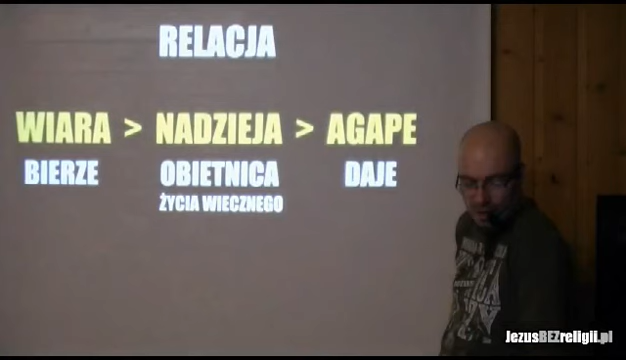 RELACJA
WIARA > NADZIEJA > AGAPE
BIERZE OBIETNICA DAJE
ŻYCIA WIECZNEGO
JezusBEZreligii.pl